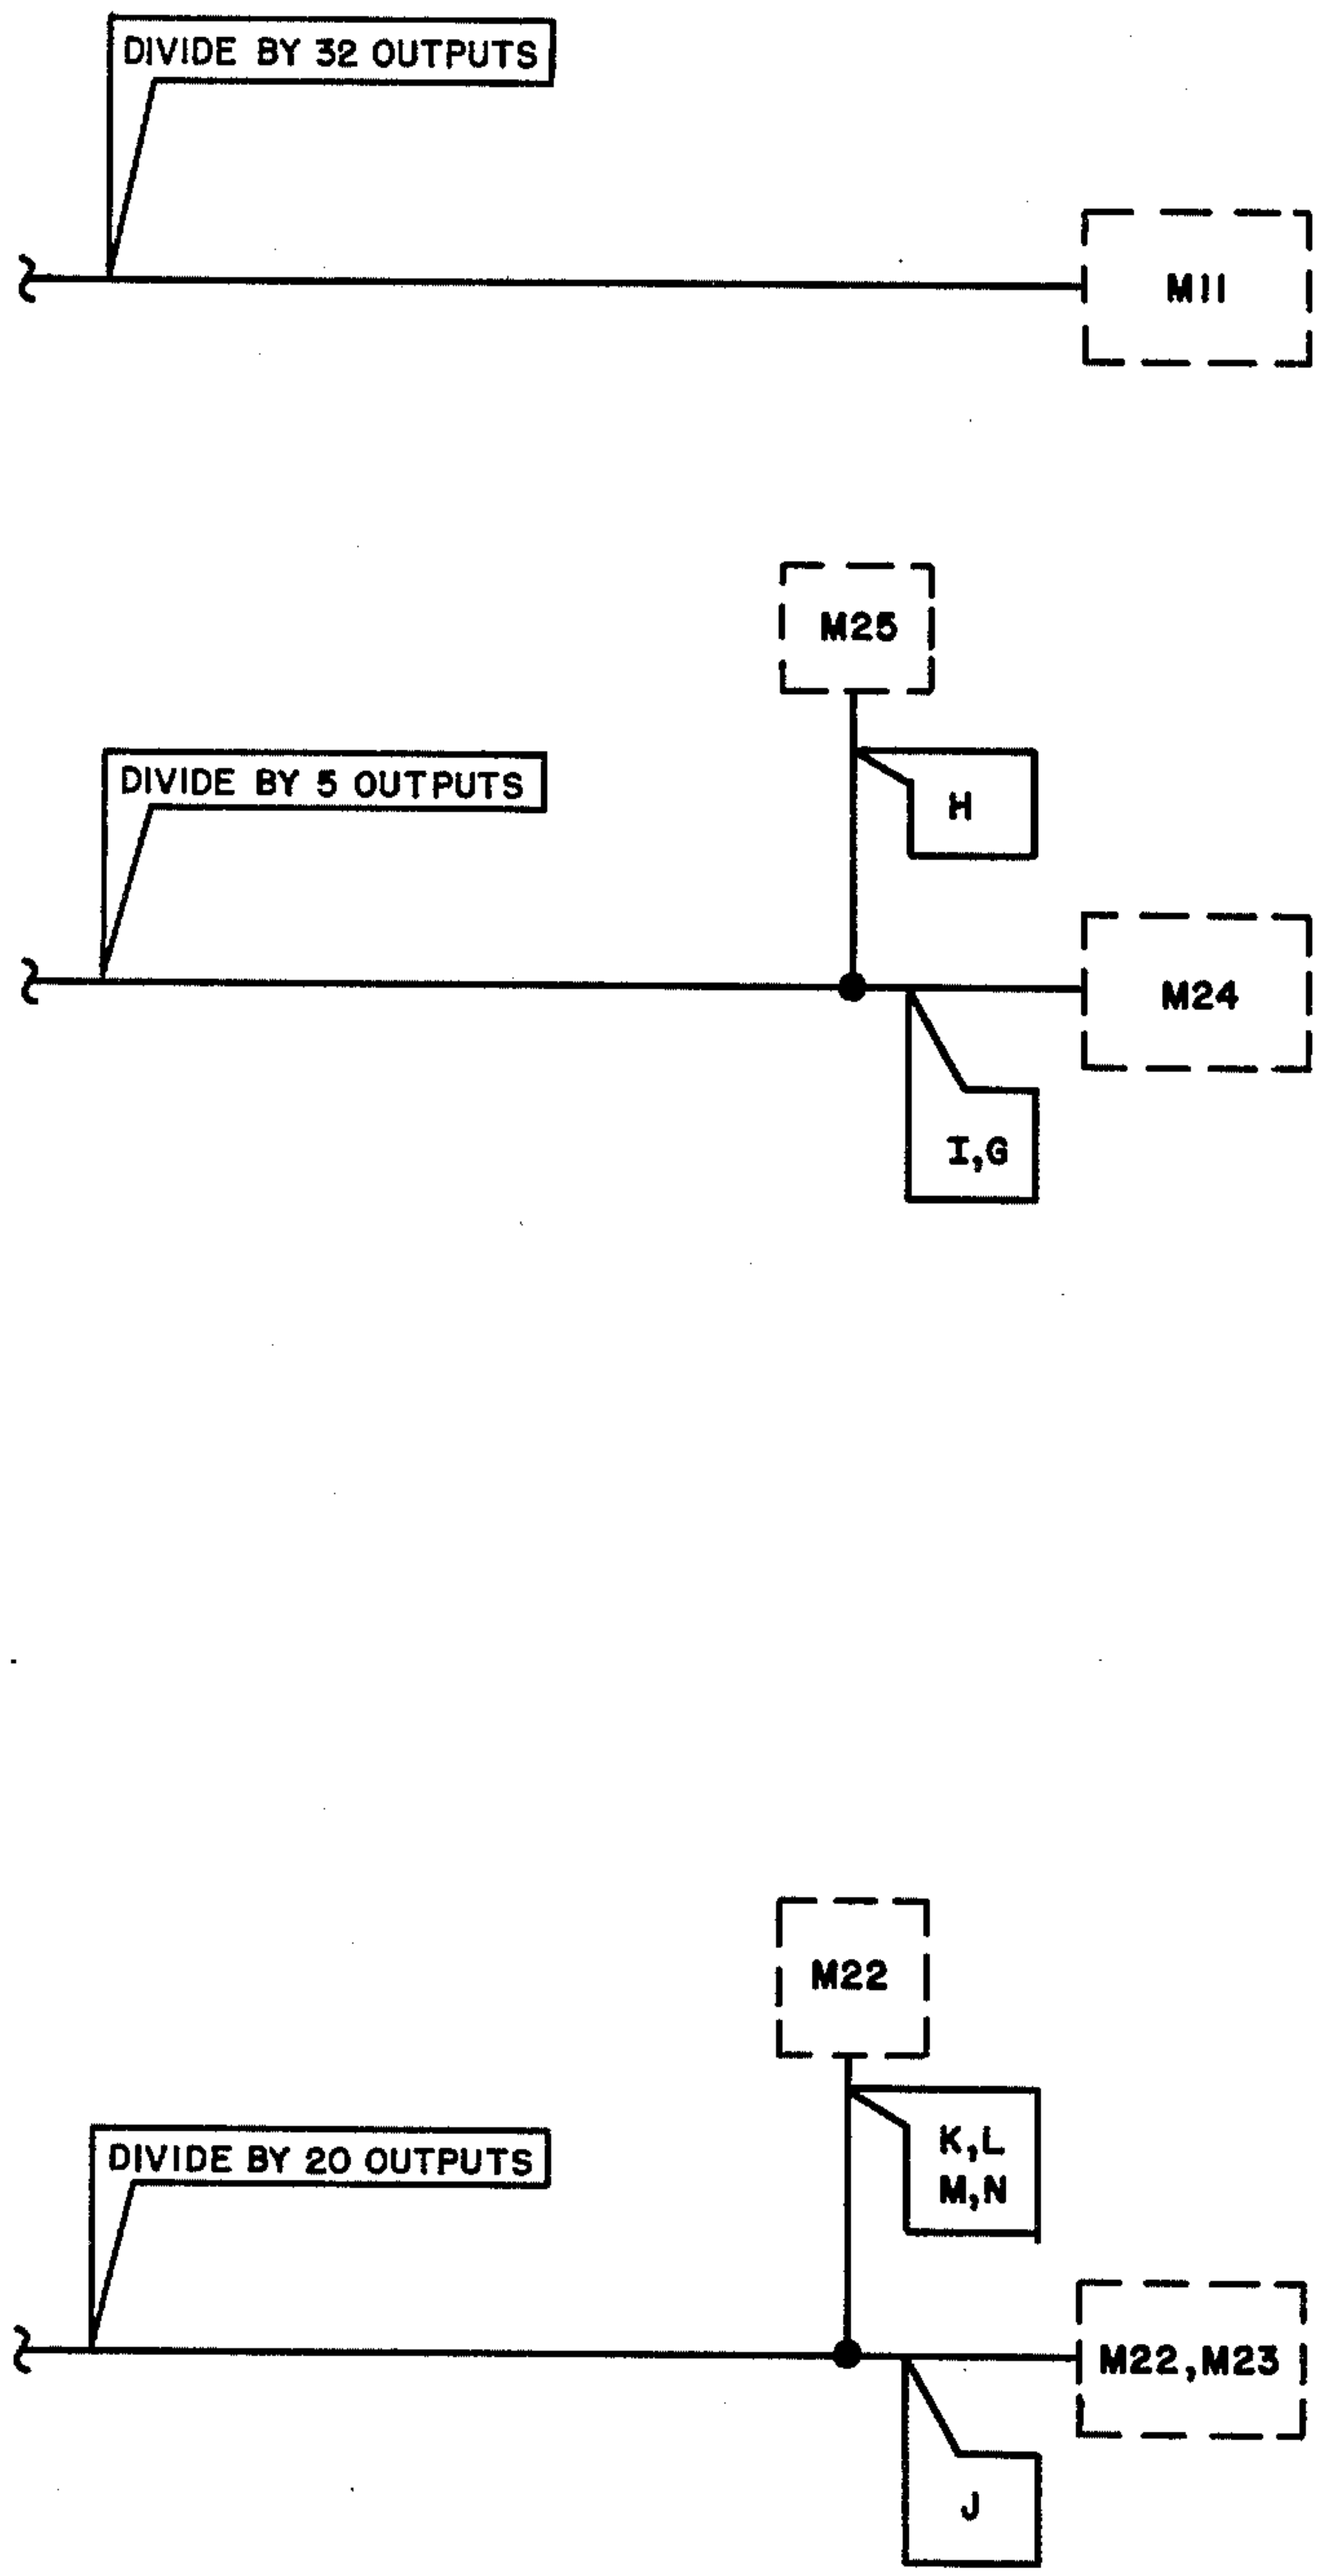 DIVIDE BY 32 OUTPUTS
M11
M25
DIVIDE BY 5 OUTPUTS
H
M24
I,G
M22
K,L
M,N
DIVIDE BY 20 OUTPUTS
M22,M23
J